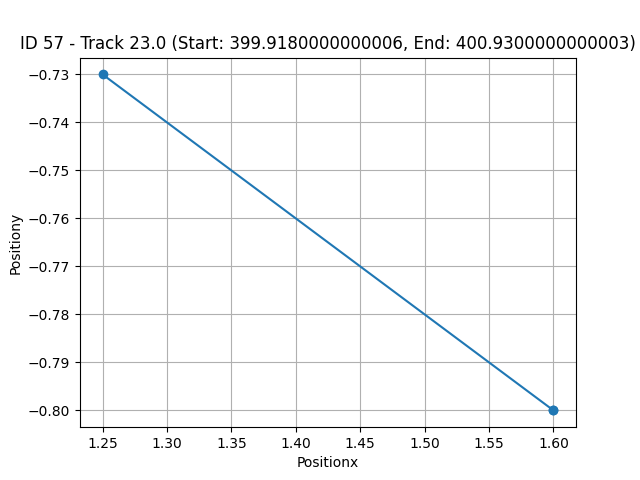 ID 57 - Track 23.0 (Start: 399.9180000000006, End: 400.9300000000003)
−0.73
−0.74
−0.75
−0.76
−0.77
−0.78
−0.79
−0.80
Positiony
1.25 1.30 1.35 1.40 1.45 1.50 1.55 1.60
Positionx